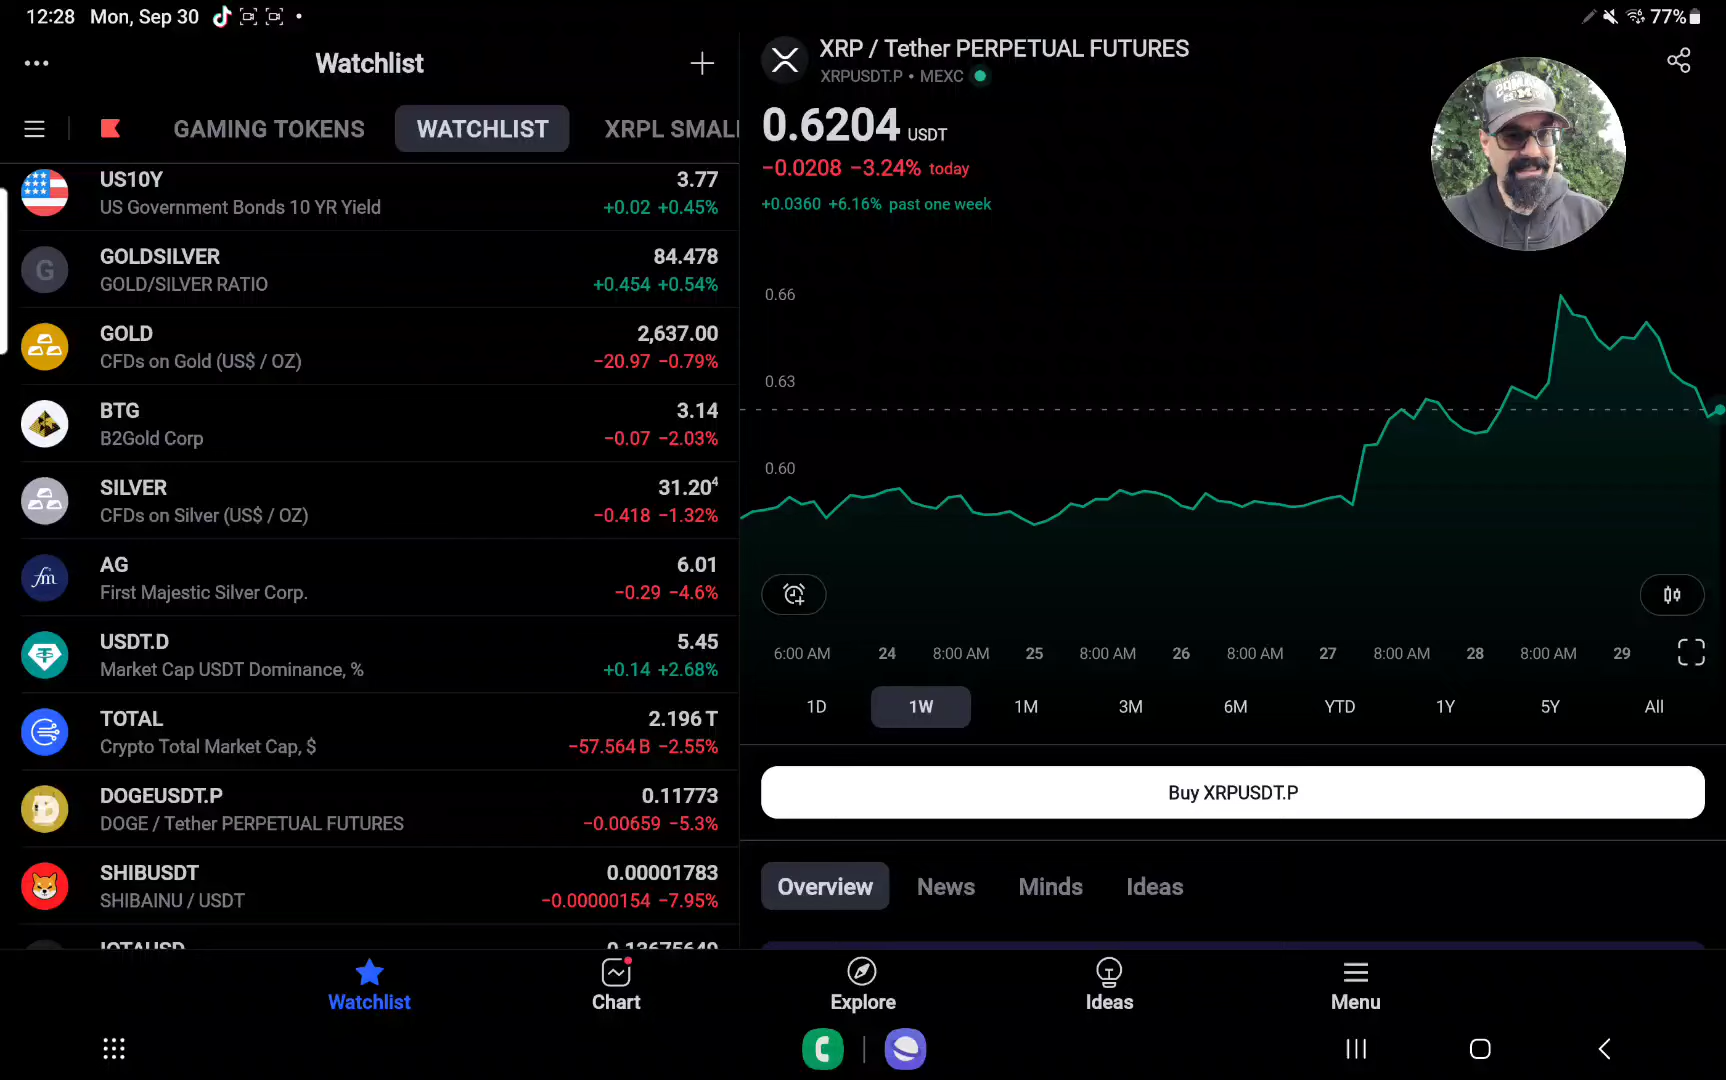 12:28 Mon, Sep 30
77%
Watchlist
GAMING TOKENS
WATCHLIST
XRPL SMALL
US10Y
3.77
US Government Bonds 10 YR Yield
+0.02 +0.45%
G
GOLDSILVER
84.478
GOLD/SILVER RATIO
+0.454 +0.54%
GOLD
2,637.00
CFDs on Gold (US$ / OZ)
−20.97 −0.79%
BTG
3.14
B2Gold Corp
−0.07 −2.03%
SILVER
31.20⁴
CFDs on Silver (US$ / OZ)
−0.418 −1.32%
fm
AG
6.01
First Majestic Silver Corp.
−0.29 −4.6%
USDT.D
5.45
Market Cap USDT Dominance, %
+0.14 +2.68%
TOTAL
2.196 T
Crypto Total Market Cap, $
−57.564 B −2.55%
DOGEUSDT.P
0.11773
DOGE / Tether PERPETUAL FUTURES
−0.00659 −5.3%
SHIBUSDT
0.00001783
SHIBAINU / USDT
−0.00000154 −7.95%
IOTAUSD
0.13675640
XRP / Tether PERPETUAL FUTURES
XRPUSDT.P • MEXC
0.6204 USDT
−0.0208 −3.24% today
+0.0360 +6.16% past one week
0.66
0.63
0.60
6:00 AM 24 8:00 AM 25 8:00 AM 26 8:00 AM 27 8:00 AM 28 8:00 AM 29
1D 1W 1M 3M 6M YTD 1Y 5Y All
Buy XRPUSDT.P
Overview News Minds Ideas
Watchlist Chart Explore Ideas Menu